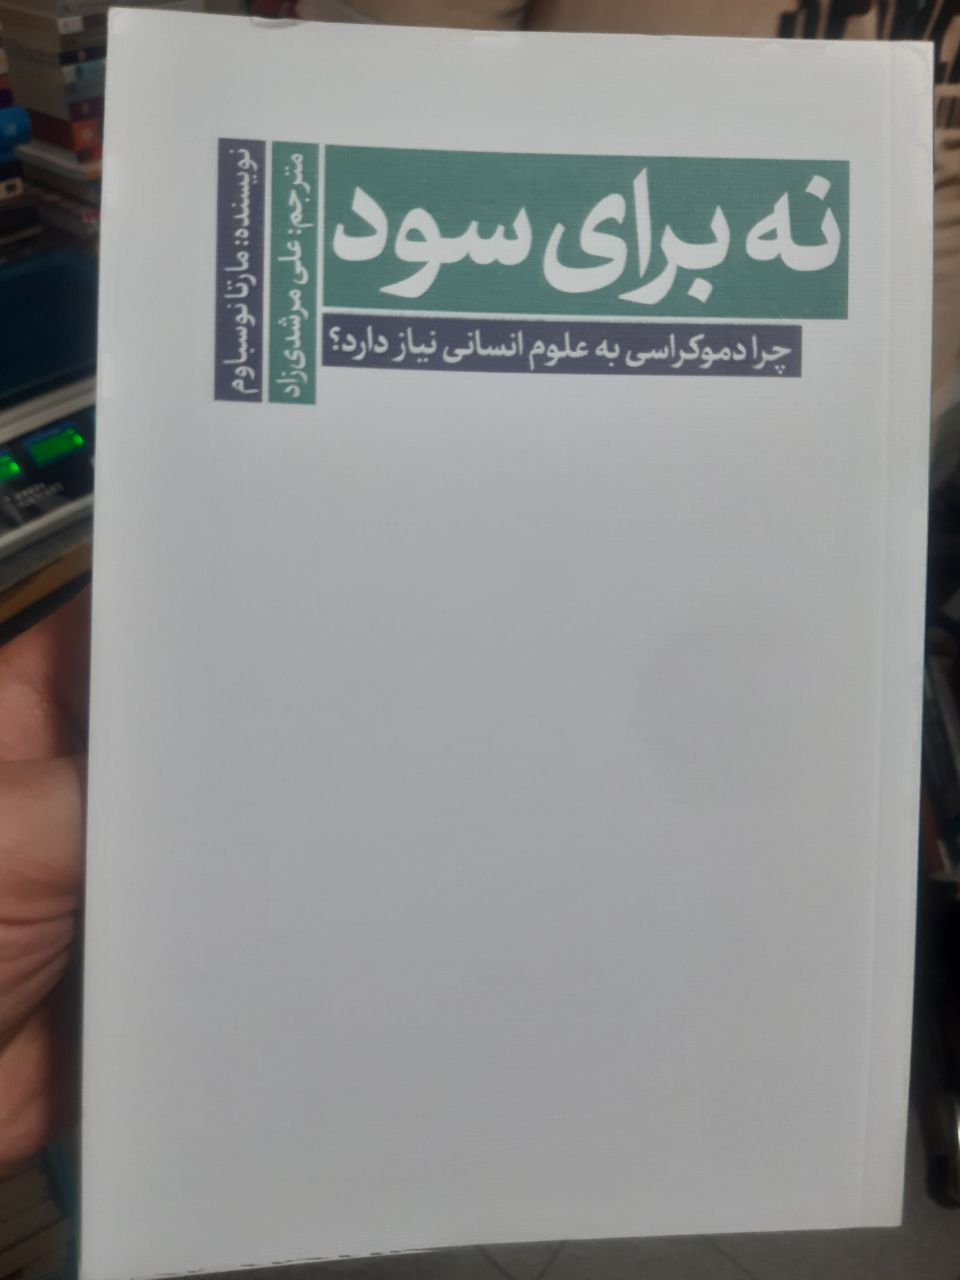 نه برای سود
چرا دموکراسی به علوم انسانی نیاز دارد؟
مترجم: علی مرشدی‌زاد
نویسنده: مارتا نوسباوم